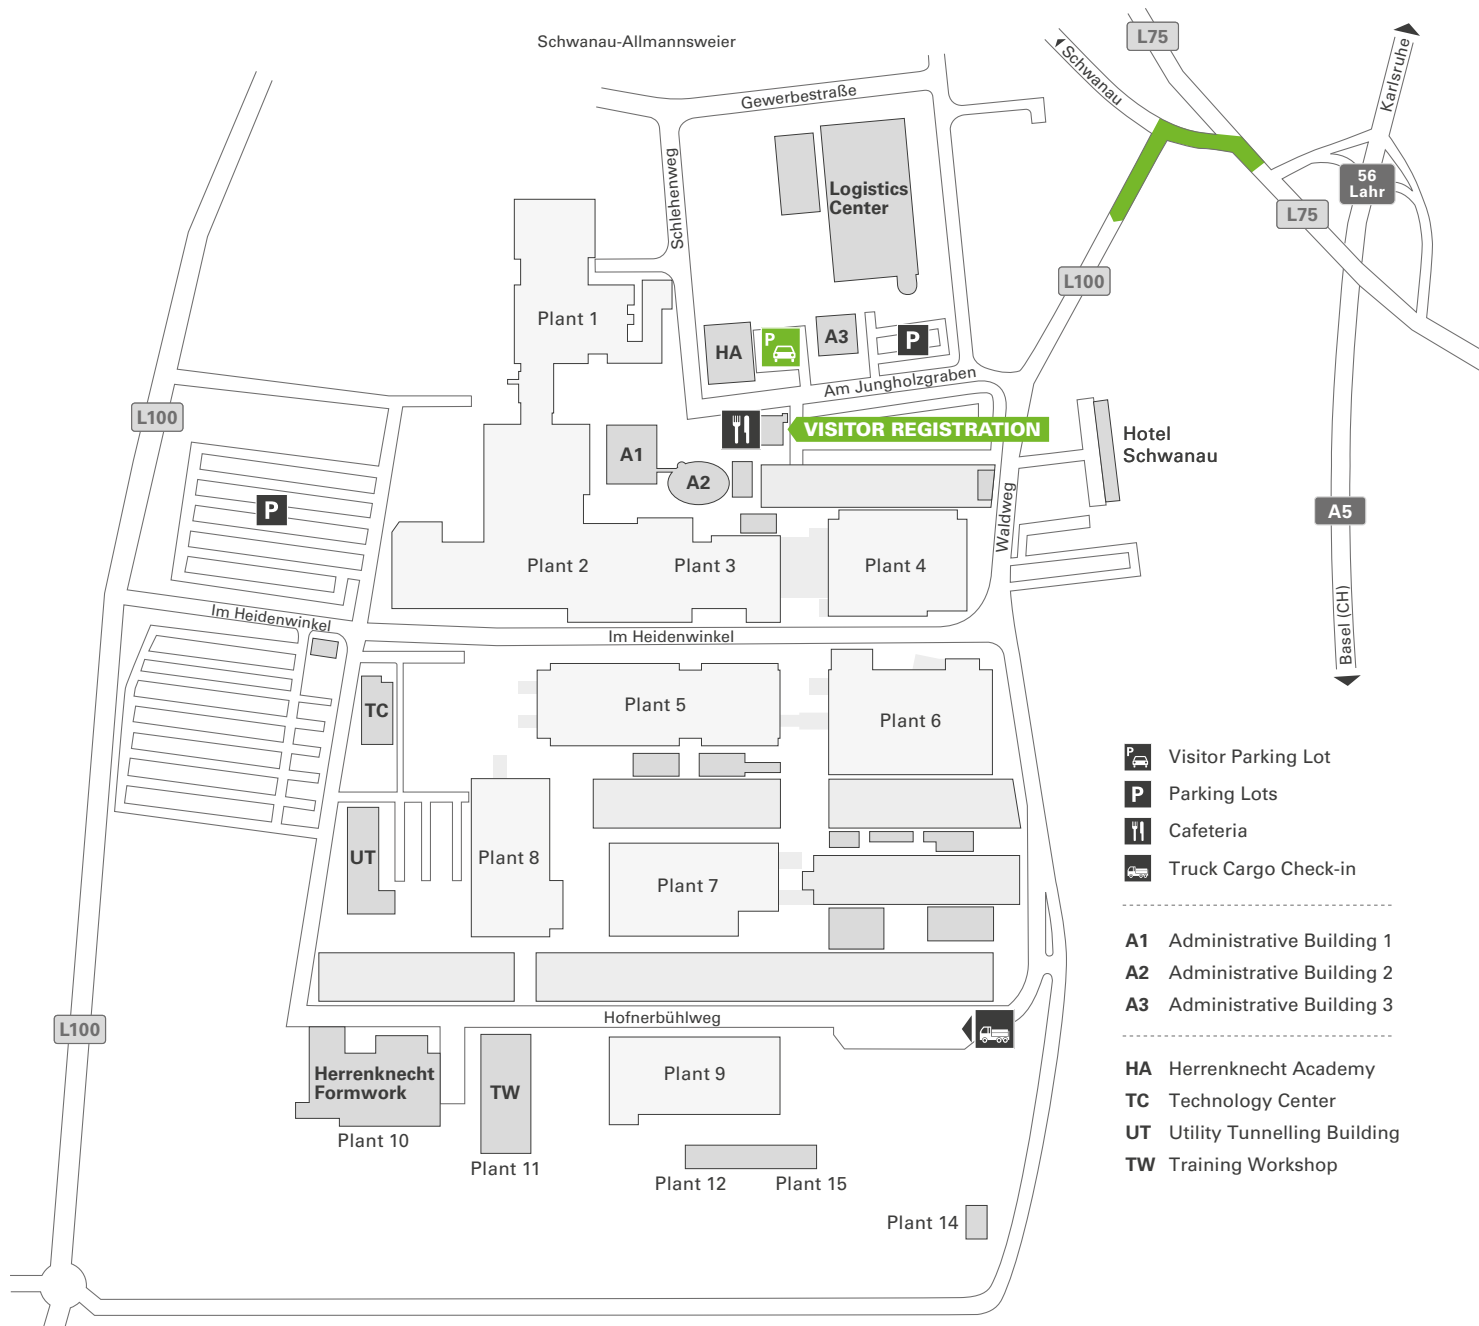 Schwanau-Allmannsweier
L75
Schwanau
Karlsruhe
Gewerbestraße
56
Lahr
L75
Schlehenweg
Logistics
Center
L100
Plant 1
HA
P
A3
P
Am Jungholzgraben
L100
VISITOR REGISTRATION
Hotel
Schwanau
A1
A2
P
Waldweg
A5
Plant 2
Plant 3
Plant 4
Im Heidenwinkel
Im Heidenwinkel
Basel (CH)
TC
Plant 5
Plant 6
UT
Plant 8
Plant 7
L100
Hofnerbühlweg
Herrenknecht
Formwork
Plant 10
TW
Plant 11
Plant 9
Plant 12
Plant 15
Plant 14
P
Visitor Parking Lot
P
Parking Lots
Cafeteria
Truck Cargo Check-in
A1 Administrative Building 1
A2 Administrative Building 2
A3 Administrative Building 3
HA Herrenknecht Academy
TC Technology Center
UT Utility Tunnelling Building
TW Training Workshop